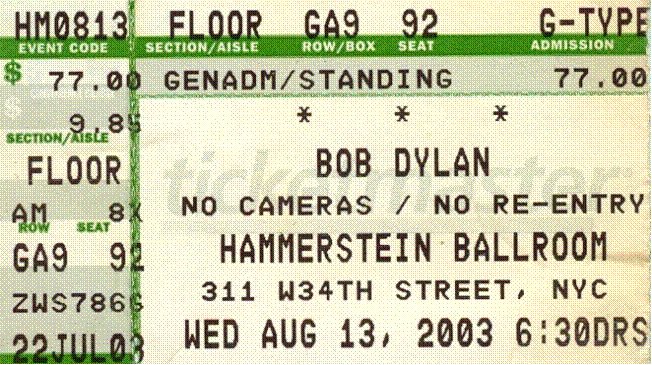 HM0813 FLOOR GA9 92 G-TYPE
EVENT CODE SECTION/AISLE ROW/BOX SEAT ADMISSION
$ 77.00 GENADM/STANDING 77.00
$ 9.85 * * *
SECTION/AISLE
FLOOR BOB DYLAN
ticketmaster
AM 8X NO CAMERAS / NO RE-ENTRY
ROW SEAT
GA9 92 HAMMERSTEIN BALLROOM
311 W34TH STREET, NYC
WED AUG 13, 2003 6:30DRS
22JUL03